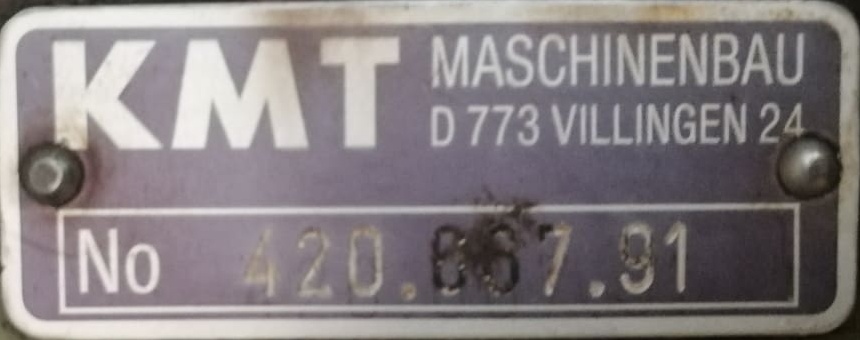 KMT
MASCHINENBAU
D 773 VILLINGEN 24
No